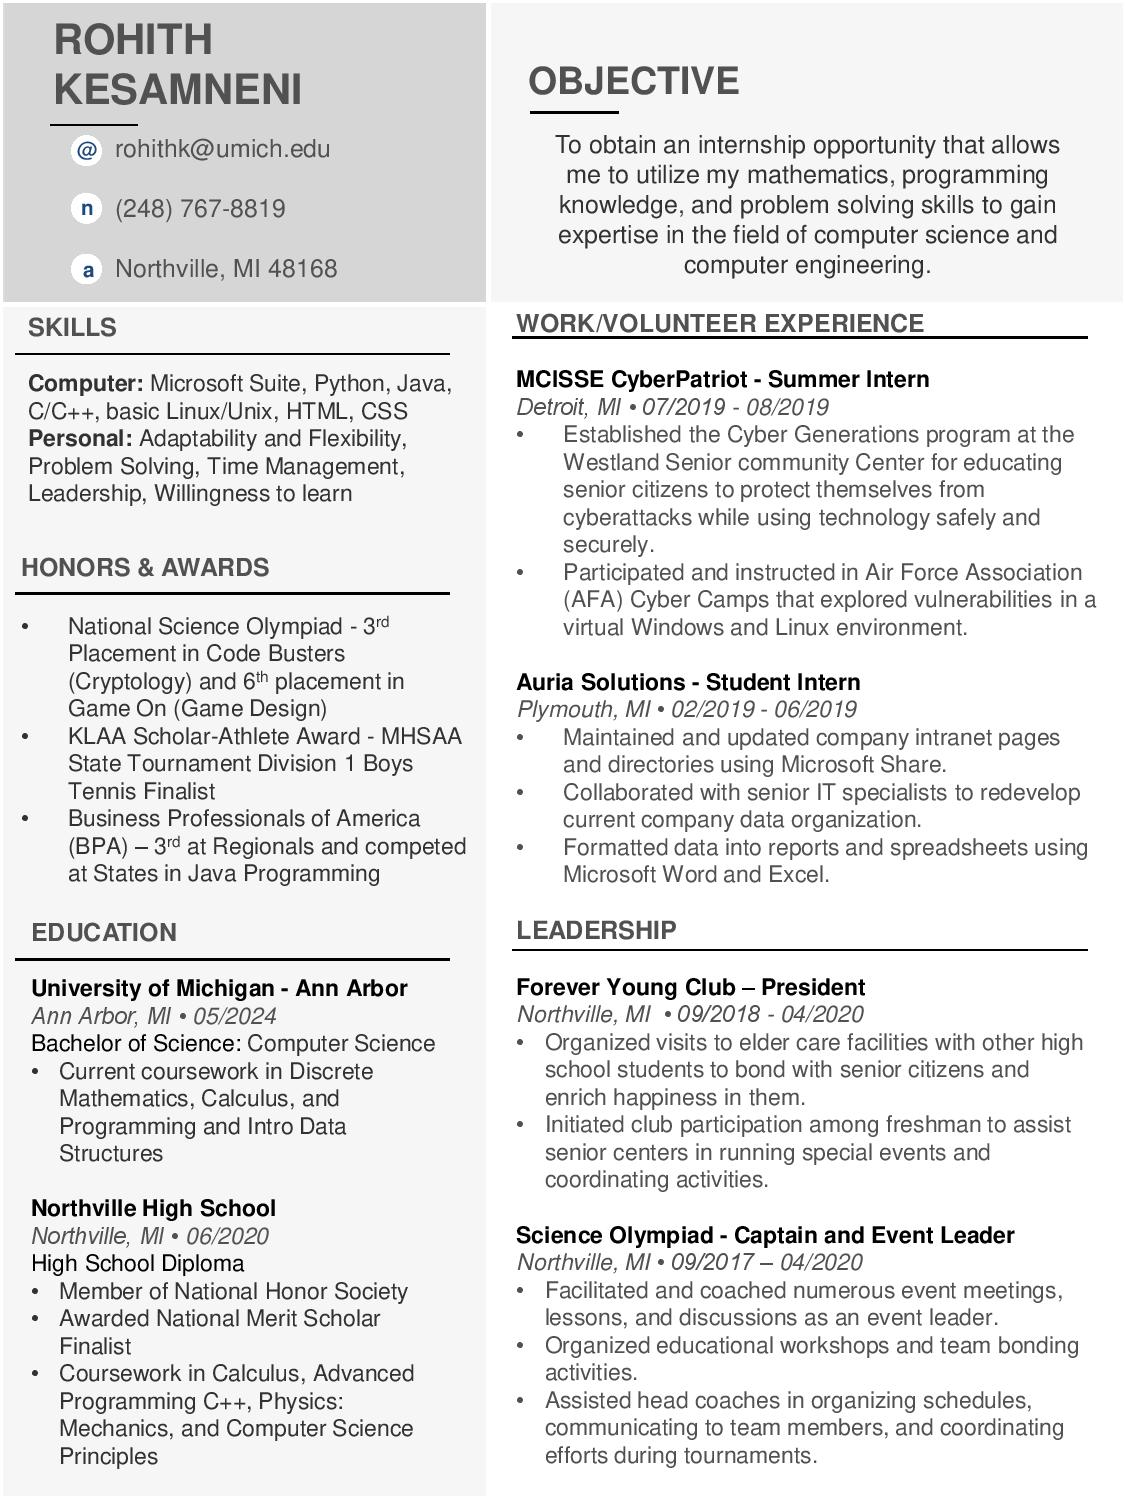 ROHITH
KESAMNENI
@ rohithk@umich.edu
n (248) 767-8819
a Northville, MI 48168
OBJECTIVE
To obtain an internship opportunity that allows
me to utilize my mathematics, programming
knowledge, and problem solving skills to gain
expertise in the field of computer science and
computer engineering.
SKILLS
Computer: Microsoft Suite, Python, Java,
C/C++, basic Linux/Unix, HTML, CSS
Personal: Adaptability and Flexibility,
Problem Solving, Time Management,
Leadership, Willingness to learn
HONORS & AWARDS
• National Science Olympiad - 3rd
Placement in Code Busters
(Cryptology) and 6th placement in
Game On (Game Design)
• KLAA Scholar-Athlete Award - MHSAA
State Tournament Division 1 Boys
Tennis Finalist
• Business Professionals of America
(BPA) – 3rd at Regionals and competed
at States in Java Programming
EDUCATION
University of Michigan - Ann Arbor
Ann Arbor, MI • 05/2024
Bachelor of Science: Computer Science
• Current coursework in Discrete
Mathematics, Calculus, and
Programming and Intro Data
Structures
Northville High School
Northville, MI • 06/2020
High School Diploma
• Member of National Honor Society
• Awarded National Merit Scholar
Finalist
• Coursework in Calculus, Advanced
Programming C++, Physics:
Mechanics, and Computer Science
Principles
WORK/VOLUNTEER EXPERIENCE
MCISSE CyberPatriot - Summer Intern
Detroit, MI • 07/2019 - 08/2019
• Established the Cyber Generations program at the
Westland Senior community Center for educating
senior citizens to protect themselves from
cyberattacks while using technology safely and
securely.
• Participated and instructed in Air Force Association
(AFA) Cyber Camps that explored vulnerabilities in a
virtual Windows and Linux environment.
Auria Solutions - Student Intern
Plymouth, MI • 02/2019 - 06/2019
• Maintained and updated company intranet pages
and directories using Microsoft Share.
• Collaborated with senior IT specialists to redevelop
current company data organization.
• Formatted data into reports and spreadsheets using
Microsoft Word and Excel.
LEADERSHIP
Forever Young Club – President
Northville, MI • 09/2018 - 04/2020
• Organized visits to elder care facilities with other high
school students to bond with senior citizens and
enrich happiness in them.
• Initiated club participation among freshman to assist
senior centers in running special events and
coordinating activities.
Science Olympiad - Captain and Event Leader
Northville, MI • 09/2017 – 04/2020
• Facilitated and coached numerous event meetings,
lessons, and discussions as an event leader.
• Organized educational workshops and team bonding
activities.
• Assisted head coaches in organizing schedules,
communicating to team members, and coordinating
efforts during tournaments.